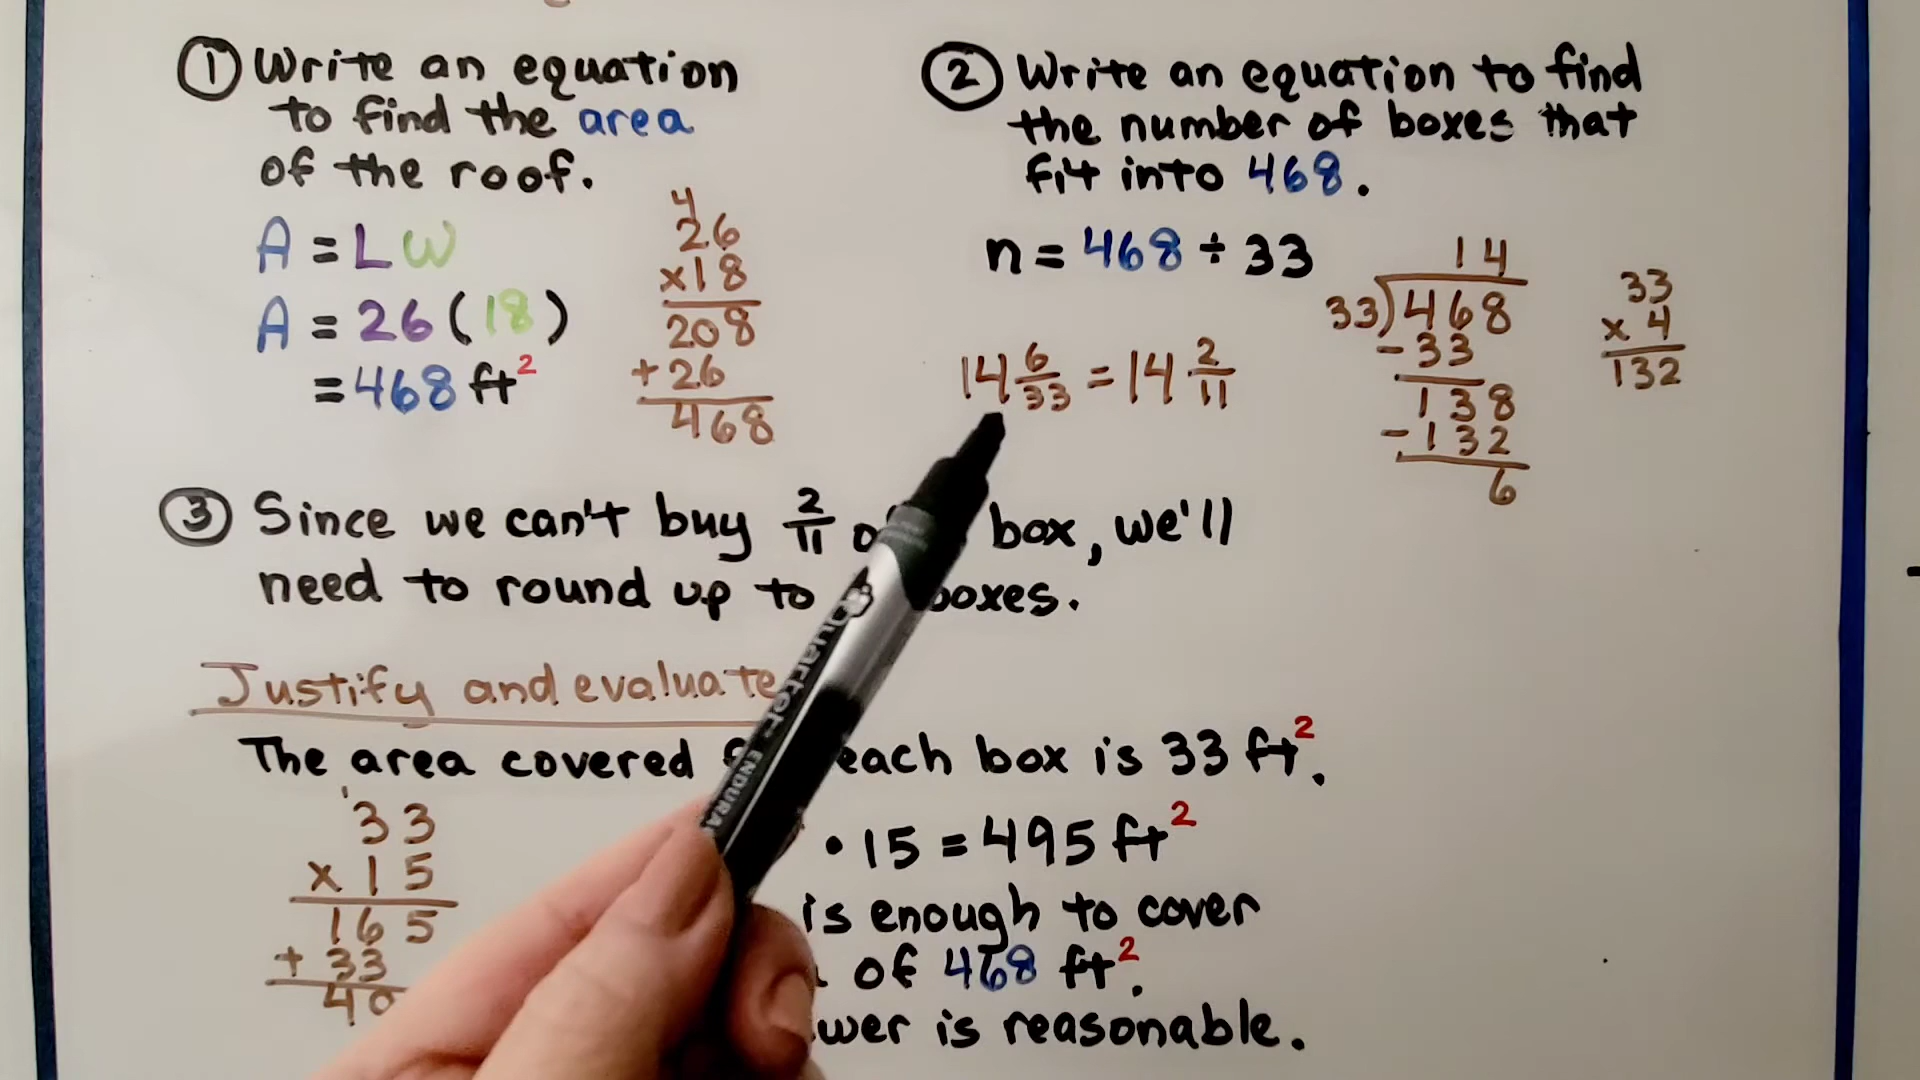 ① Write an equation
to find the area
of the roof.
A = LW
A = 26(18)
= 468 ft²
4
26
x18
208
+26
468
② Write an equation to find
the number of boxes that
fit into 468.
n = 468 ÷ 33
14 6/33 = 14 2/11
14
33)468
-33
138
-132
6
33
x 4
132
③ Since we can't buy 2/11 box, we'll
need to round up to boxes.
Justify and evaluate
The area covered each box is 33 ft².
1
33
x 15
165
+ 33
• 15 = 495 ft²
is enough to cover
of 468 ft².
is reasonable.
Quartet ENDURA